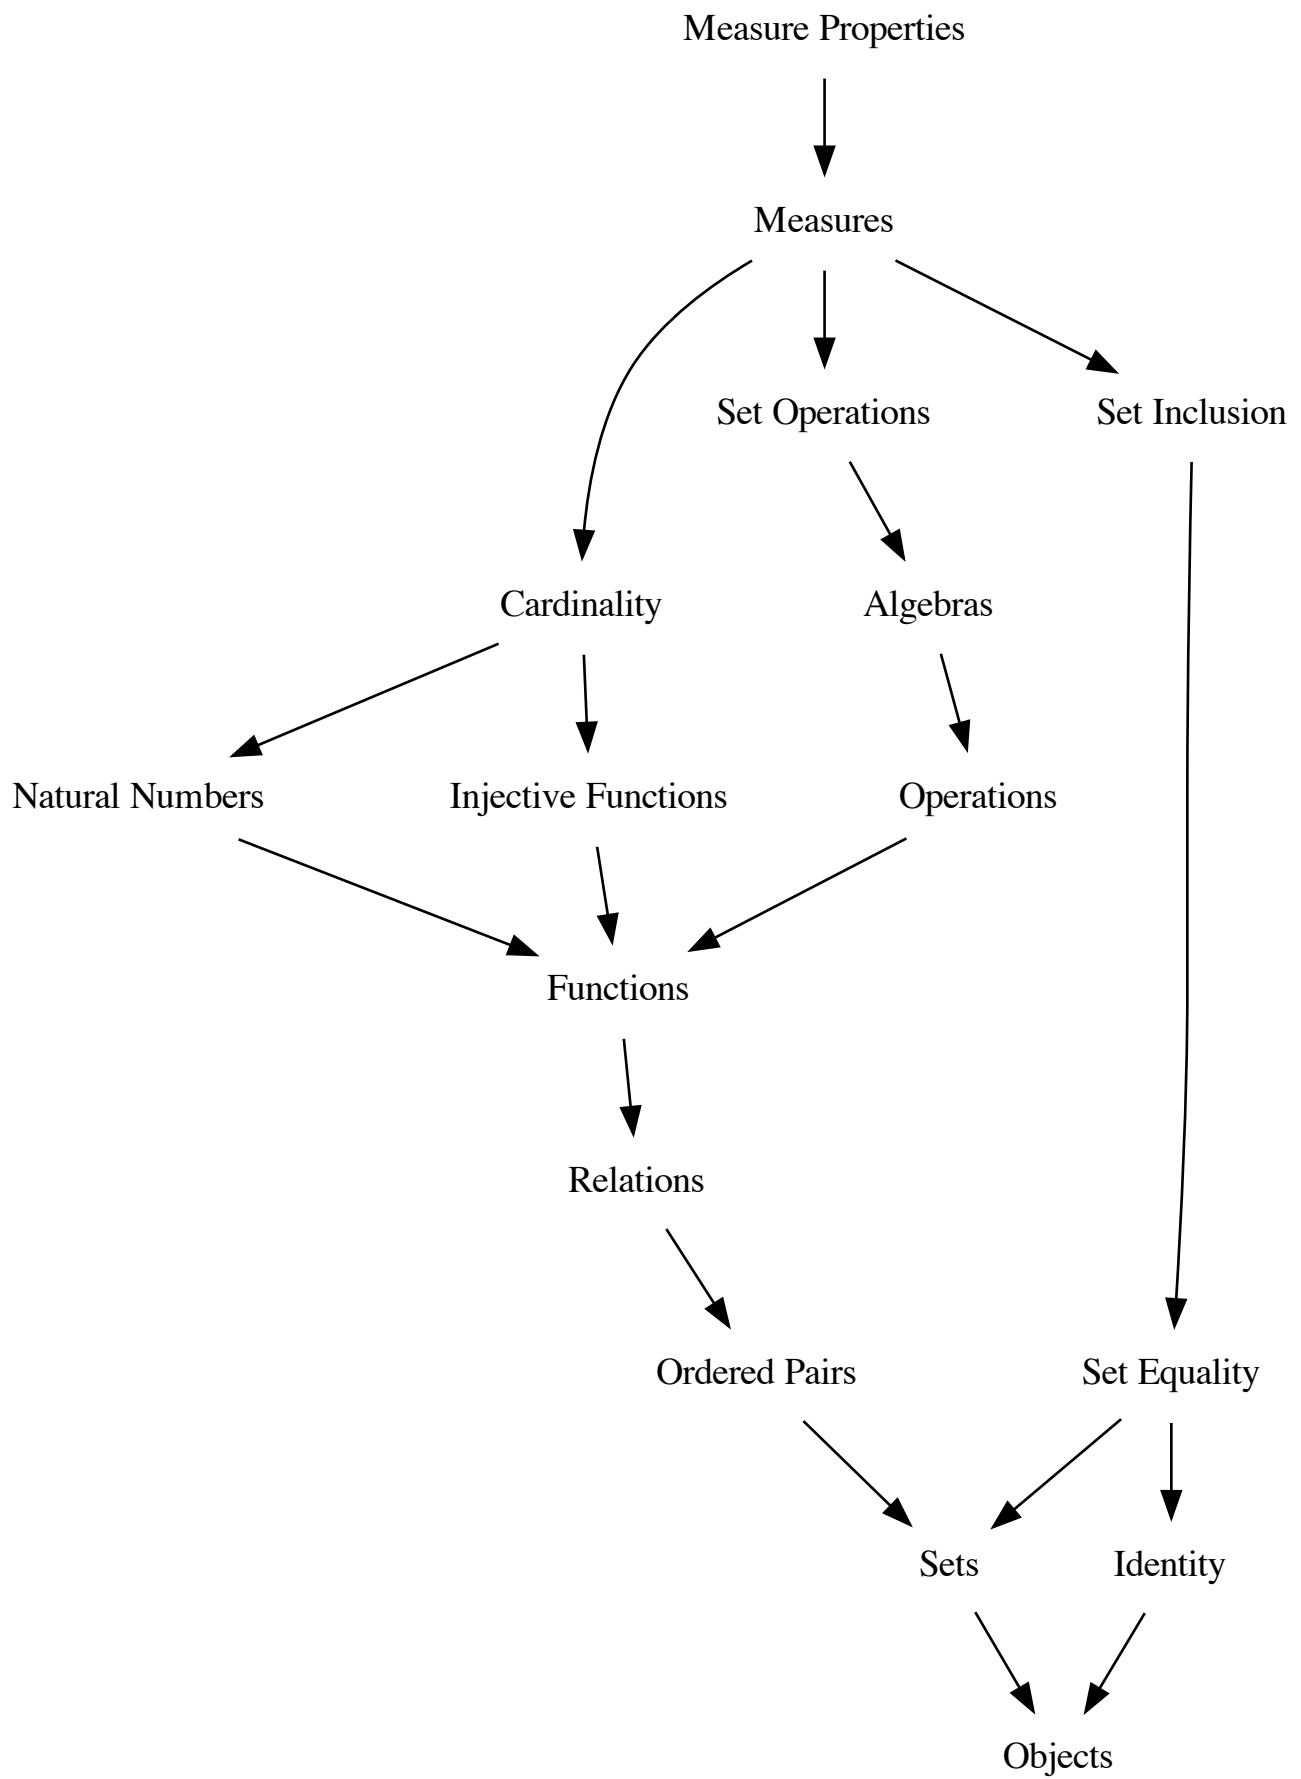 Measure Properties
Measures
Set Operations
Set Inclusion
Cardinality
Algebras
Natural Numbers
Injective Functions
Operations
Functions
Relations
Ordered Pairs
Set Equality
Sets
Identity
Objects